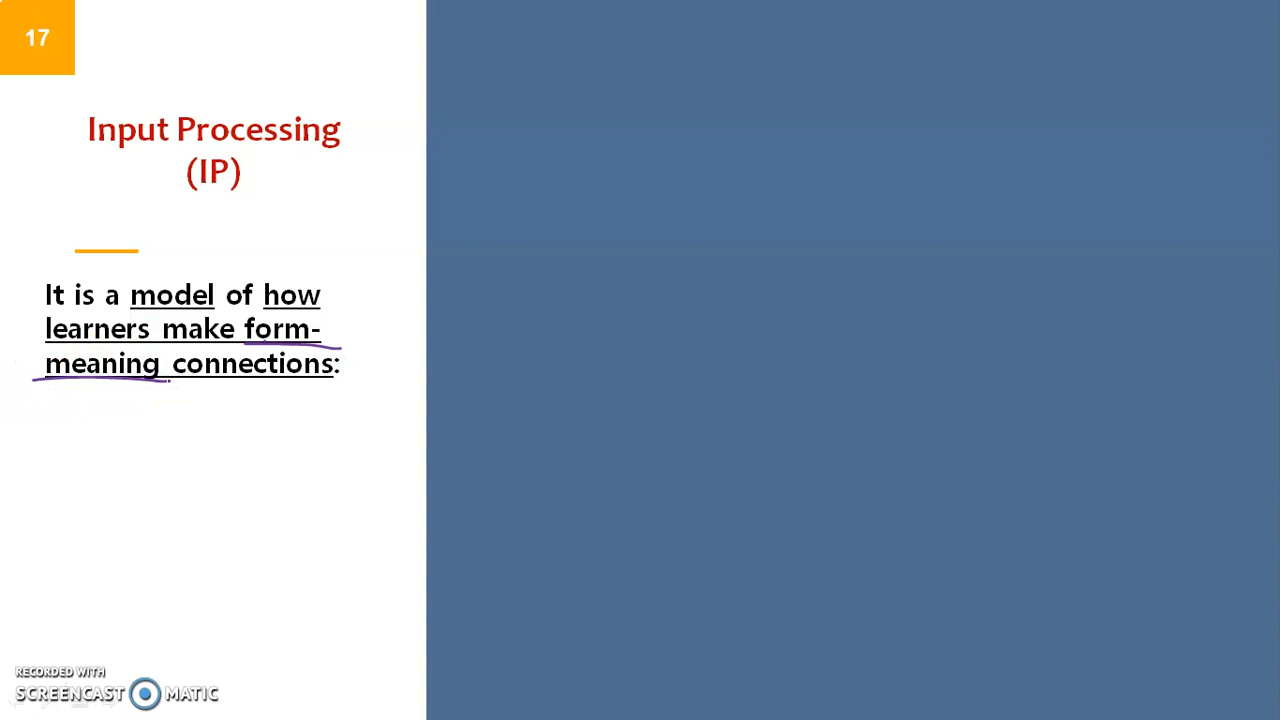 17
Input Processing
(IP)
It is a model of how
learners make form-
meaning connections:
RECORDED WITH
SCREENCAST MATIC